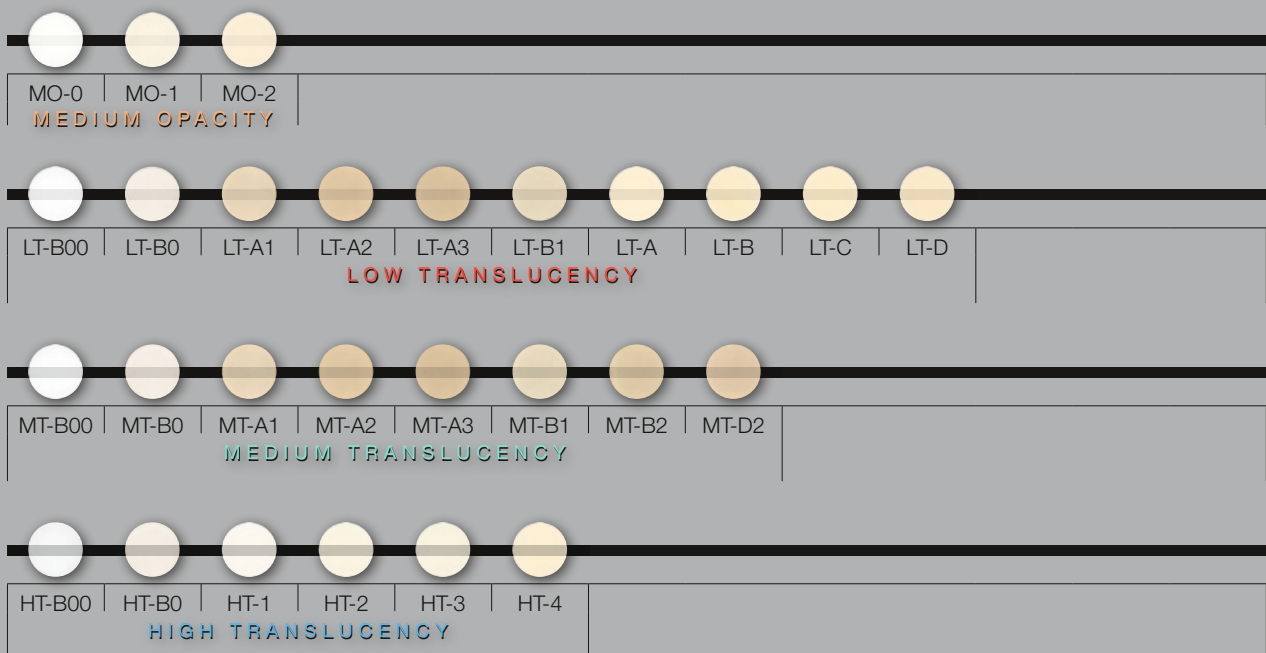 MO-0 MO-1 MO-2
MEDIUM OPACITY
LT-B00 LT-B0 LT-A1 LT-A2 LT-A3 LT-B1 LT-A LT-B LT-C LT-D
LOW TRANSLUCENCY
MT-B00 MT-B0 MT-A1 MT-A2 MT-A3 MT-B1 MT-B2 MT-D2
MEDIUM TRANSLUCENCY
HT-B00 HT-B0 HT-1 HT-2 HT-3 HT-4
HIGH TRANSLUCENCY